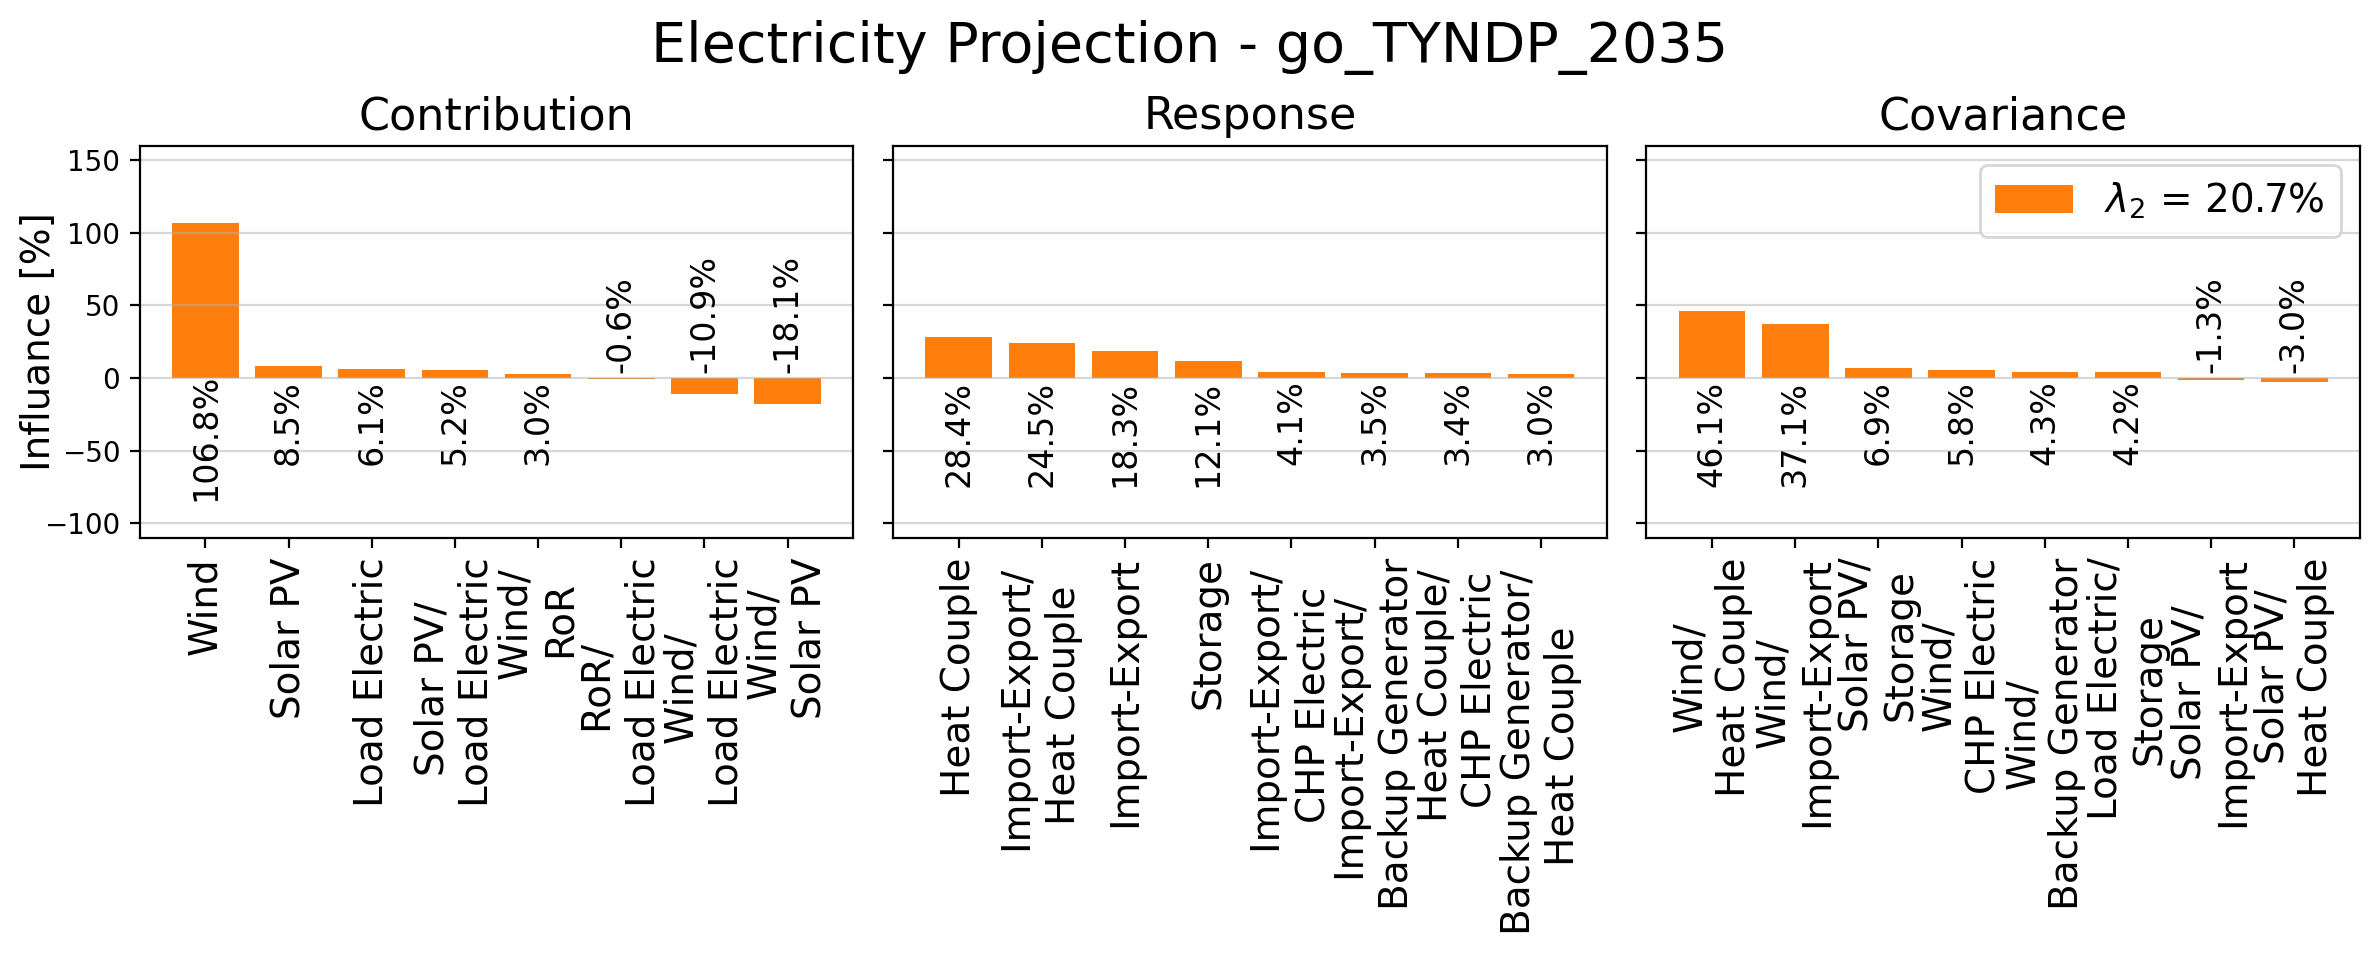 Electricity Projection - go_TYNDP_2035
Contribution
Response
Covariance
Influance [%]
150
100
50
0
−50
−100
106.8%
8.5%
6.1%
5.2%
3.0%
-0.6%
-10.9%
-18.1%
Wind
Solar PV
Load Electric
Solar PV/
Load Electric
Wind/
RoR
RoR/
Load Electric
Wind/
Load Electric
Wind/
Solar PV
28.4%
24.5%
18.3%
12.1%
4.1%
3.5%
3.4%
3.0%
Heat Couple
Import-Export/
Heat Couple
Import-Export
Storage
Import-Export/
CHP Electric
Import-Export/
Backup Generator
Heat Couple/
CHP Electric
Backup Generator/
Heat Couple
λ₂ = 20.7%
46.1%
37.1%
6.9%
5.8%
4.3%
4.2%
-1.3%
-3.0%
Wind/
Heat Couple
Wind/
Import-Export
Solar PV/
Storage
Wind/
CHP Electric
Wind/
Backup Generator
Load Electric/
Storage
Solar PV/
Import-Export
Solar PV/
Heat Couple